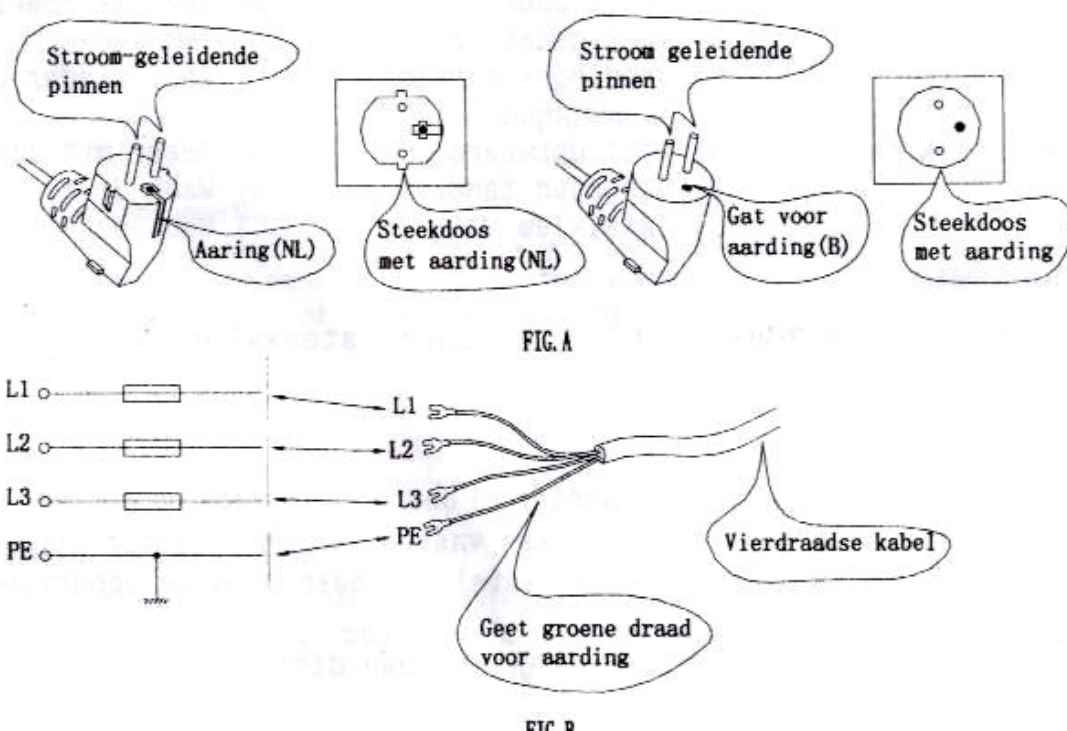 Stroom-geleidende
pinnen
Aaring(NL)
Steekdoos
met aarding(NL)
Stroom geleidende
pinnen
Gat voor
aarding(B)
Steekdoos
met aarding
FIG. A
L1
L2
L3
PE
L1
L2
L3
PE
Vierdraadse kabel
Geet groene draad
voor aarding
FIG. B